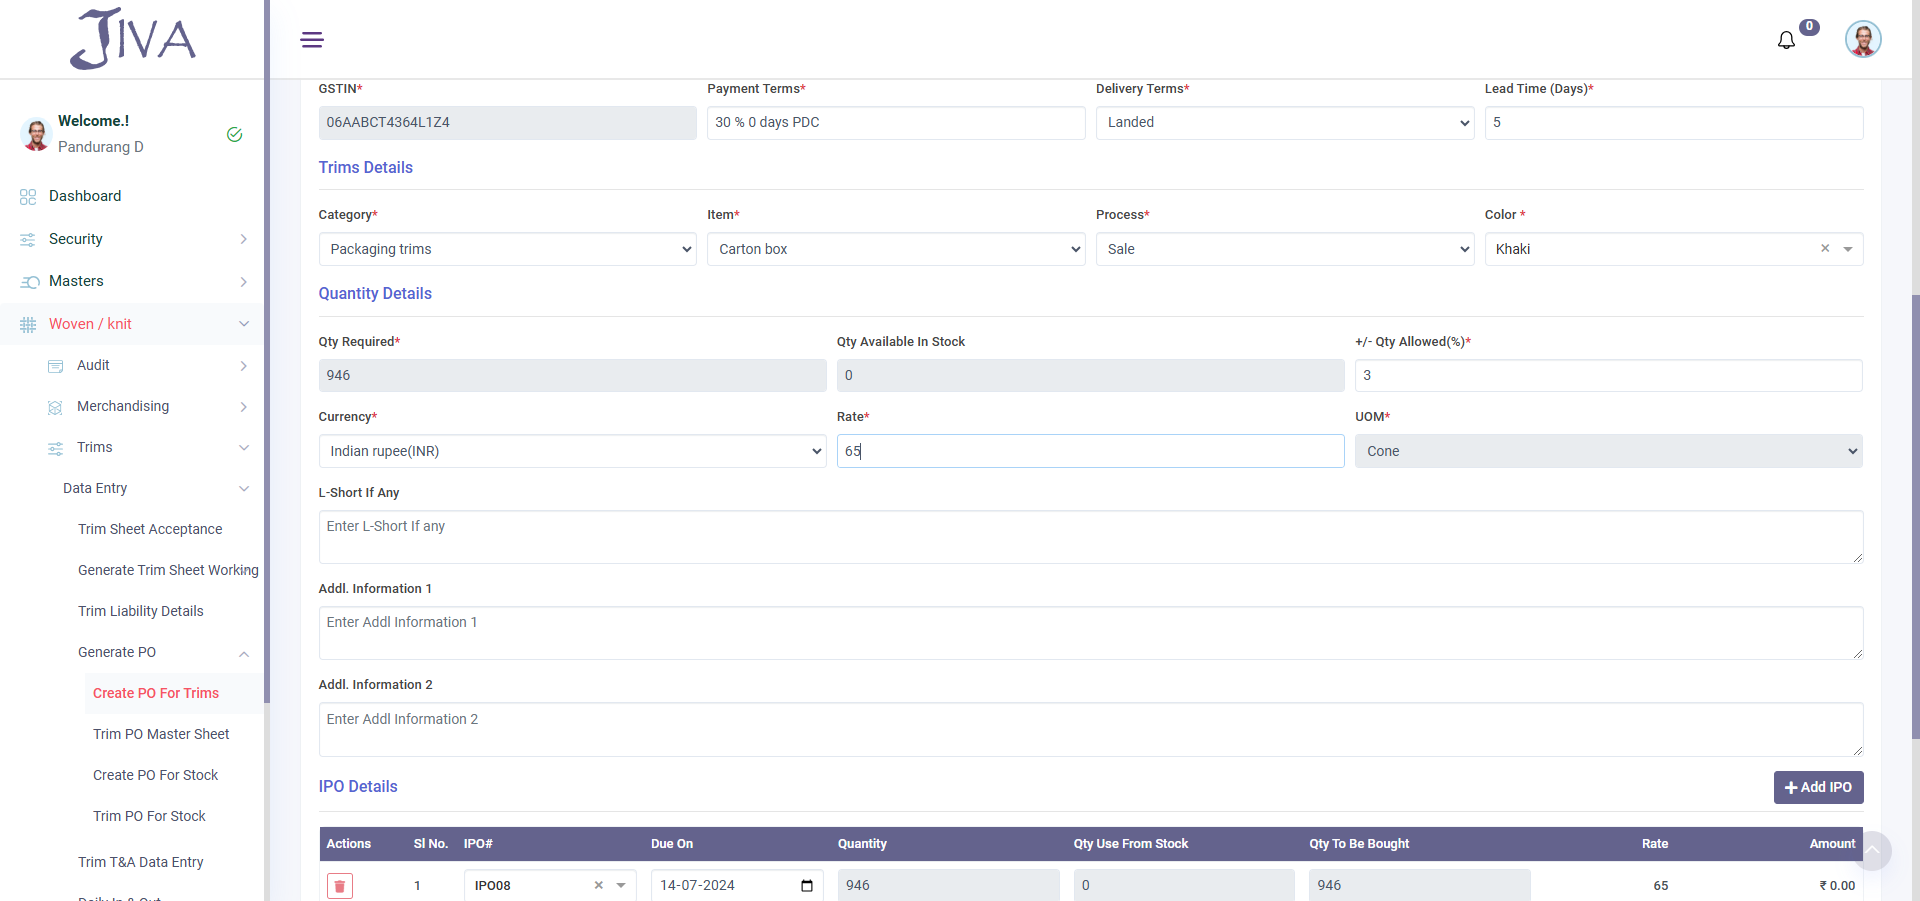 JIVA
0
Welcome.!
Pandurang D
Dashboard
Security
Masters
Woven / knit
Audit
Merchandising
Trims
Data Entry
Trim Sheet Acceptance
Generate Trim Sheet Working
Trim Liability Details
Generate PO
Create PO For Trims
Trim PO Master Sheet
Create PO For Stock
Trim PO For Stock
Trim T&A Data Entry
GSTIN* Payment Terms* Delivery Terms* Lead Time (Days)*
06AABCT4364L1Z4 30 % 0 days PDC Landed 5
Trims Details
Category* Item* Process* Color *
Packaging trims Carton box Sale Khaki ×
Quantity Details
Qty Required* Qty Available In Stock +/- Qty Allowed(%)*
946 0 3
Currency* Rate* UOM*
Indian rupee(INR) 65 Cone
L-Short If Any
Enter L-Short If any
Addl. Information 1
Enter Addl Information 1
Addl. Information 2
Enter Addl Information 2
IPO Details + Add IPO
Actions Sl No. IPO# Due On Quantity Qty Use From Stock Qty To Be Bought Rate Amount
1 IPO08 × 14-07-2024 946 0 946 65 ₹ 0.00